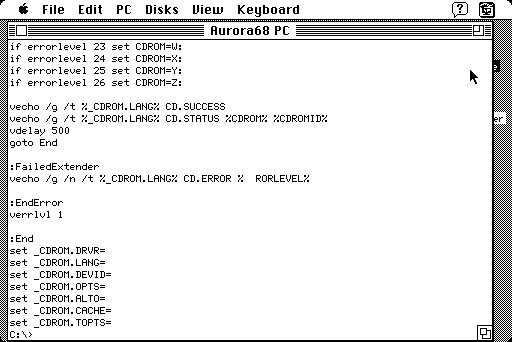 File Edit PC Disks View Keyboard
Aurora68 PC
if errorlevel 23 set CDROM=W:
if errorlevel 24 set CDROM=X:
if errorlevel 25 set CDROM=Y:
if errorlevel 26 set CDROM=Z:
vecho /g /t %_CDROM.LANG% CD.SUCCESS
vecho /g /t %_CDROM.LANG% CD.STATUS %CDROM% %CDROMID%
vdelay 500
goto End
:FailedExtender
vecho /g /n /t %_CDROM.LANG% CD.ERROR %  RORLEVEL%
:EndError
verrlvl 1
:End
set _CDROM.DRVR=
set _CDROM.LANG=
set _CDROM.DEVID=
set _CDROM.OPTS=
set _CDROM.ALTO=
set _CDROM.CACHE=
set _CDROM.TOPTS=
C:\>
s
er